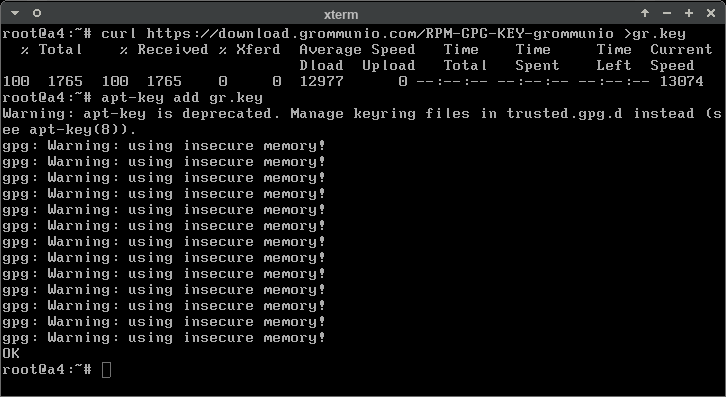 xterm
root@a4:~# curl https://download.grommunio.com/RPM-GPG-KEY-grommunio >gr.key
  % Total    % Received % Xferd  Average Speed   Time    Time     Time  Current
                                 Dload  Upload   Total   Spent    Left  Speed
100  1765  100  1765    0     0  12977      0 --:--:-- --:--:-- --:--:-- 13074
root@a4:~# apt-key add gr.key
Warning: apt-key is deprecated. Manage keyring files in trusted.gpg.d instead (s
ee apt-key(8)).
gpg: Warning: using insecure memory!
gpg: Warning: using insecure memory!
gpg: Warning: using insecure memory!
gpg: Warning: using insecure memory!
gpg: Warning: using insecure memory!
gpg: Warning: using insecure memory!
gpg: Warning: using insecure memory!
gpg: Warning: using insecure memory!
gpg: Warning: using insecure memory!
gpg: Warning: using insecure memory!
gpg: Warning: using insecure memory!
gpg: Warning: using insecure memory!
gpg: Warning: using insecure memory!
OK
root@a4:~#